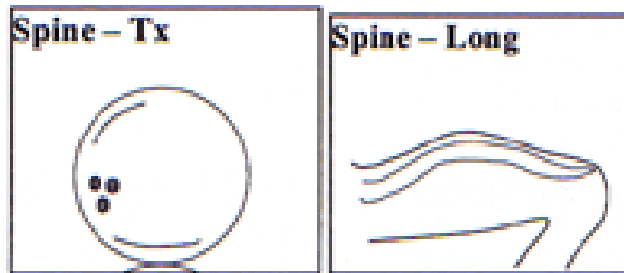 Spine – Tx
Spine – Long